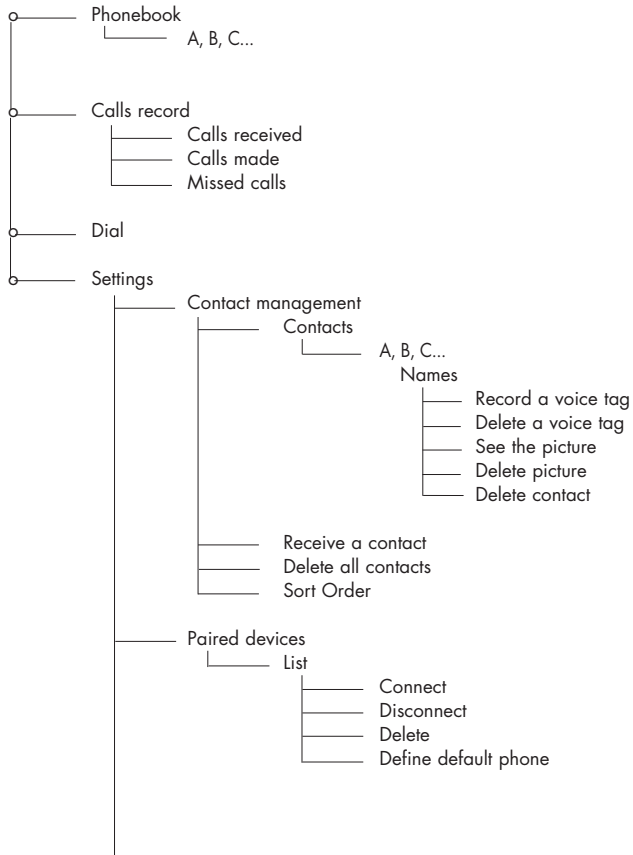 Phonebook
A, B, C...
Calls record
Calls received
Calls made
Missed calls
Dial
Settings
Contact management
Contacts
A, B, C...
Names
Record a voice tag
Delete a voice tag
See the picture
Delete picture
Delete contact
Receive a contact
Delete all contacts
Sort Order
Paired devices
List
Connect
Disconnect
Delete
Define default phone